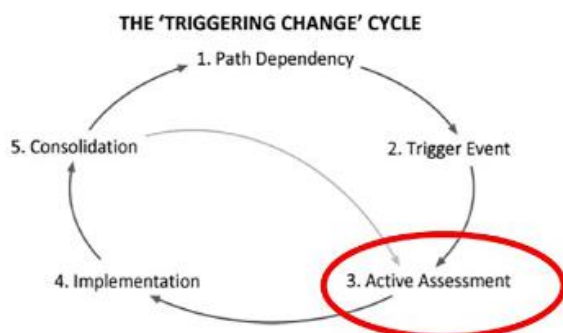 THE ‘TRIGGERING CHANGE’ CYCLE
1. Path Dependency
2. Trigger Event
3. Active Assessment
4. Implementation
5. Consolidation